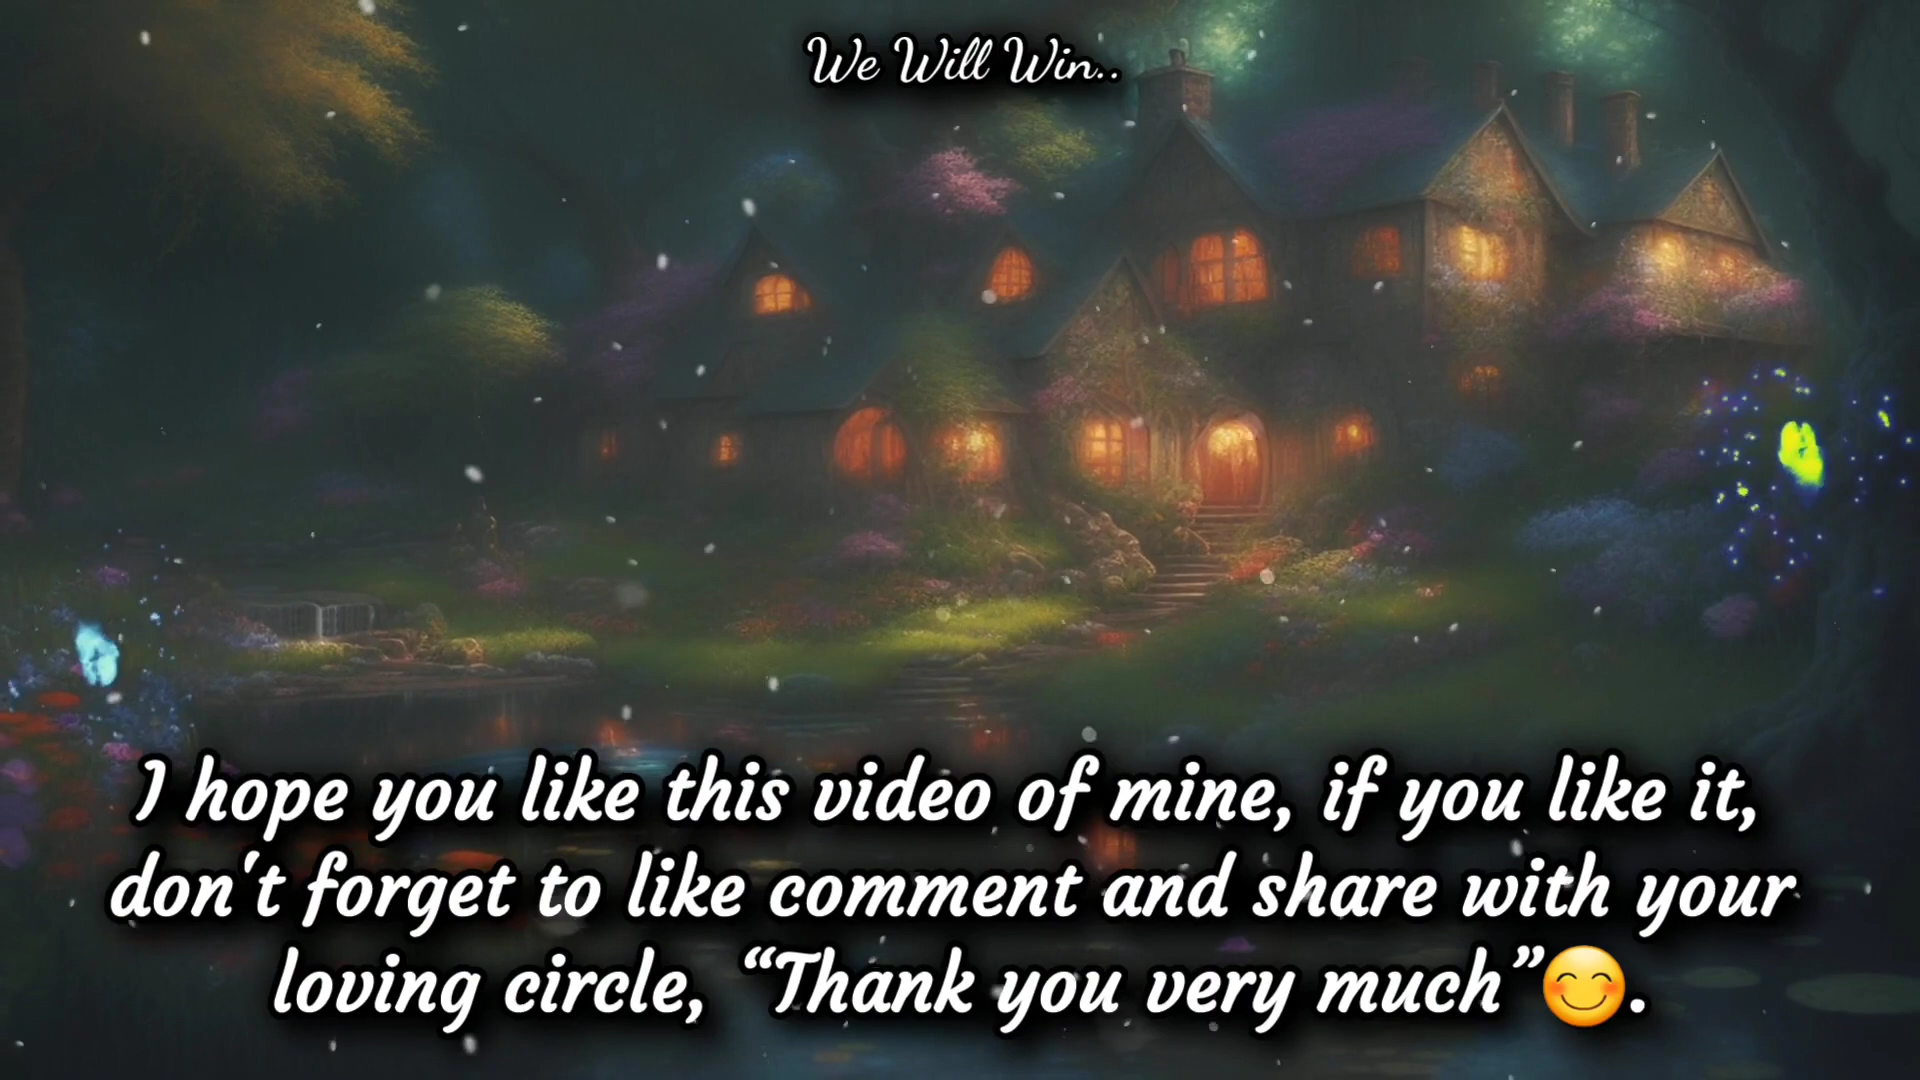 We Will Win..
I hope you like this video of mine, if you like it,
don't forget to like comment and share with your
loving circle, “Thank you very much”😊.